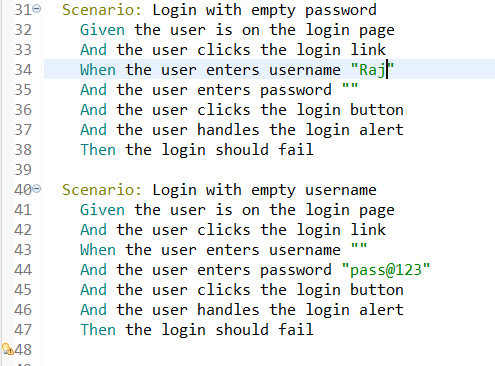 31 Scenario: Login with empty password
32 Given the user is on the login page
33 And the user clicks the login link
34 When the user enters username "Raj"
35 And the user enters password ""
36 And the user clicks the login button
37 And the user handles the login alert
38 Then the login should fail
39
40 Scenario: Login with empty username
41 Given the user is on the login page
42 And the user clicks the login link
43 When the user enters username ""
44 And the user enters password "pass@123"
45 And the user clicks the login button
46 And the user handles the login alert
47 Then the login should fail
48